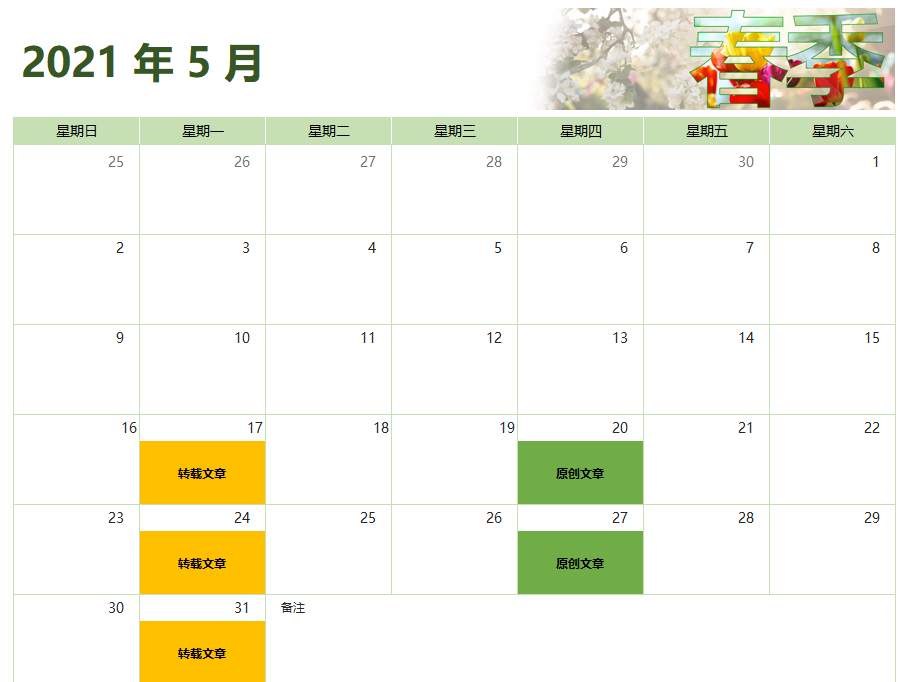 2021 年 5 月
春季
星期日 星期一 星期二 星期三 星期四 星期五 星期六
25 26 27 28 29 30 1
2 3 4 5 6 7 8
9 10 11 12 13 14 15
16 17 18 19 20 21 22
转载文章 原创文章
23 24 25 26 27 28 29
转载文章 原创文章
30 31 备注
转载文章